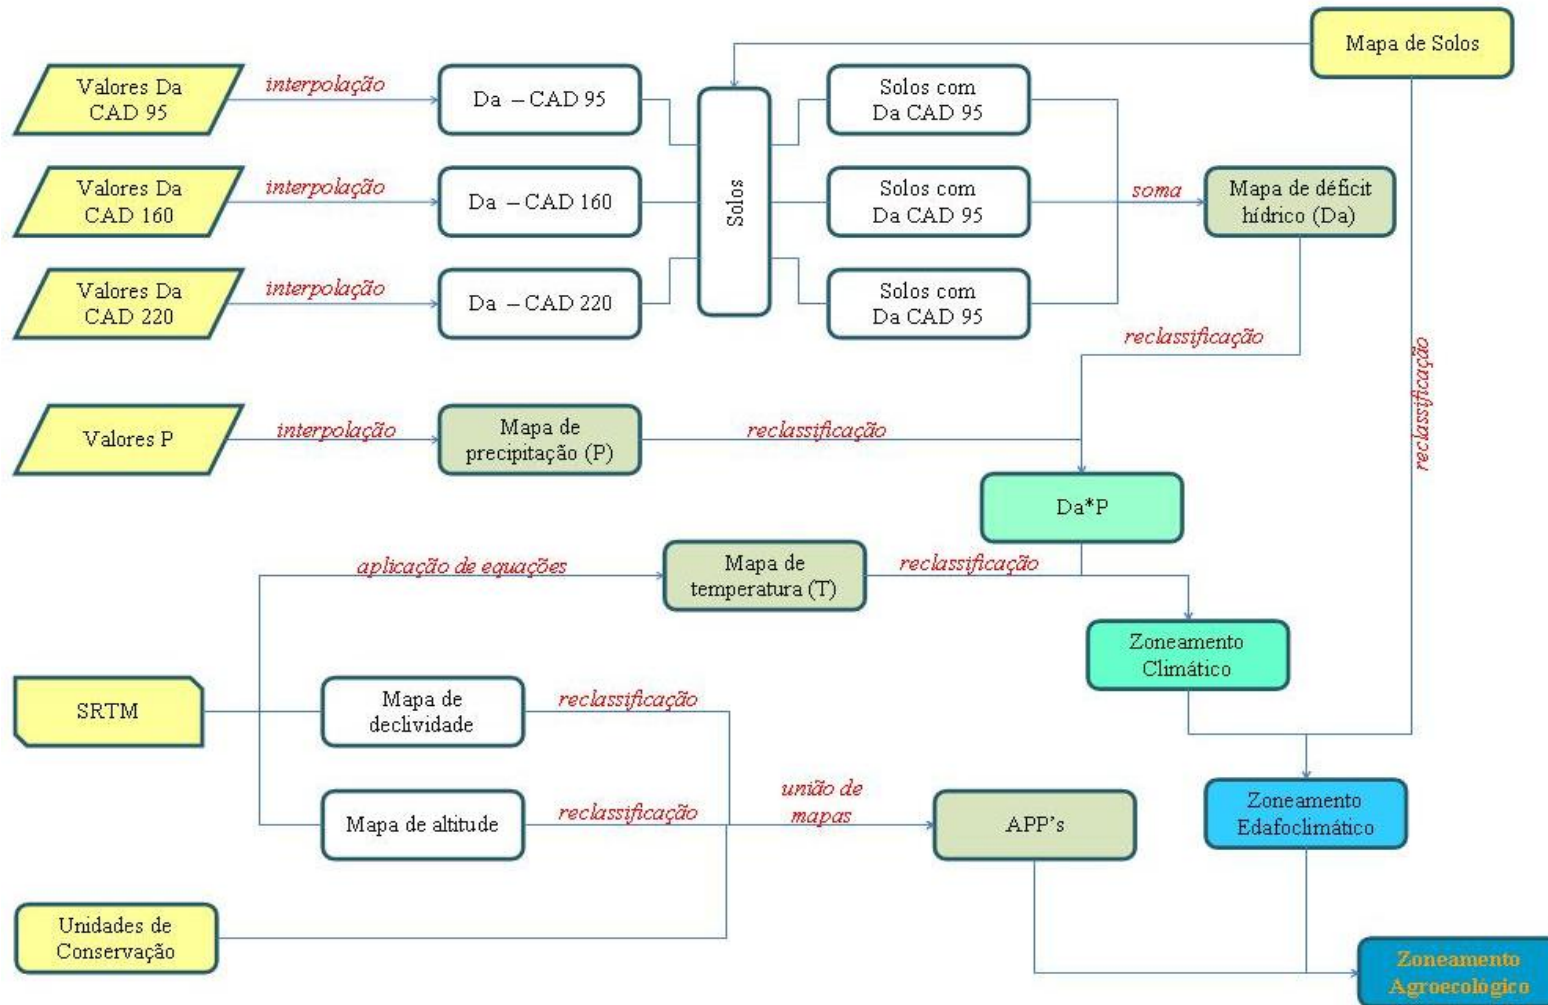 Mapa de Solos
Valores Da
CAD 95
interpolação
Da – CAD 95
Solos com
Da CAD 95
Valores Da
CAD 160
interpolação
Da – CAD 160
Solos
Solos com
Da CAD 95
soma
Mapa de déficit
hídrico (Da)
Valores Da
CAD 220
interpolação
Da – CAD 220
Solos com
Da CAD 95
reclassificação
reclassificação
Valores P
interpolação
Mapa de
precipitação (P)
reclassificação
Da*P
aplicação de equações
Mapa de
temperatura (T)
reclassificação
Zoneamento
Climático
SRTM
Mapa de
declividade
reclassificação
Mapa de altitude
reclassificação
união de
mapas
APP's
Zoneamento
Edafoclimático
Unidades de
Conservação
Zoneamento
Agroecológico